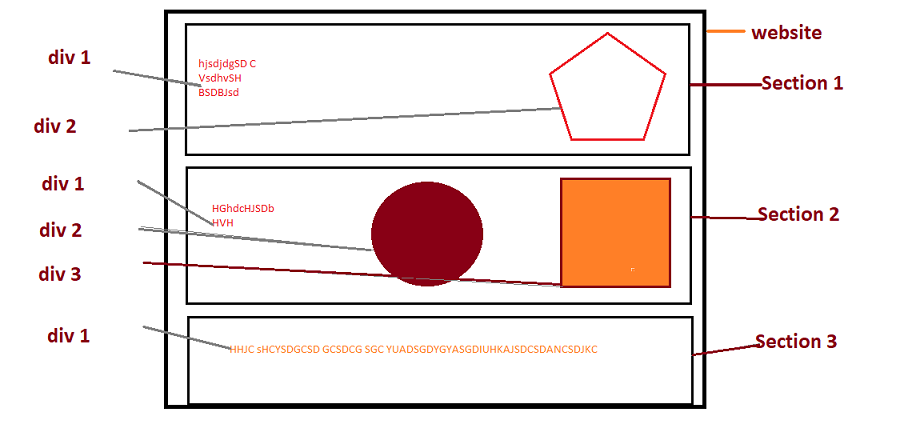 website
div 1
hjsdjdgSD C
VsdhvSH
BSDBJsd
Section 1
div 2
div 1
HGhdcHJSDb
HVH
Section 2
div 2
div 3
div 1
HHJC sHCYSDGCSD GCSDCG SGC YUADSGDYGYASGDIUHKAJSDCSDANCSDJKC
Section 3